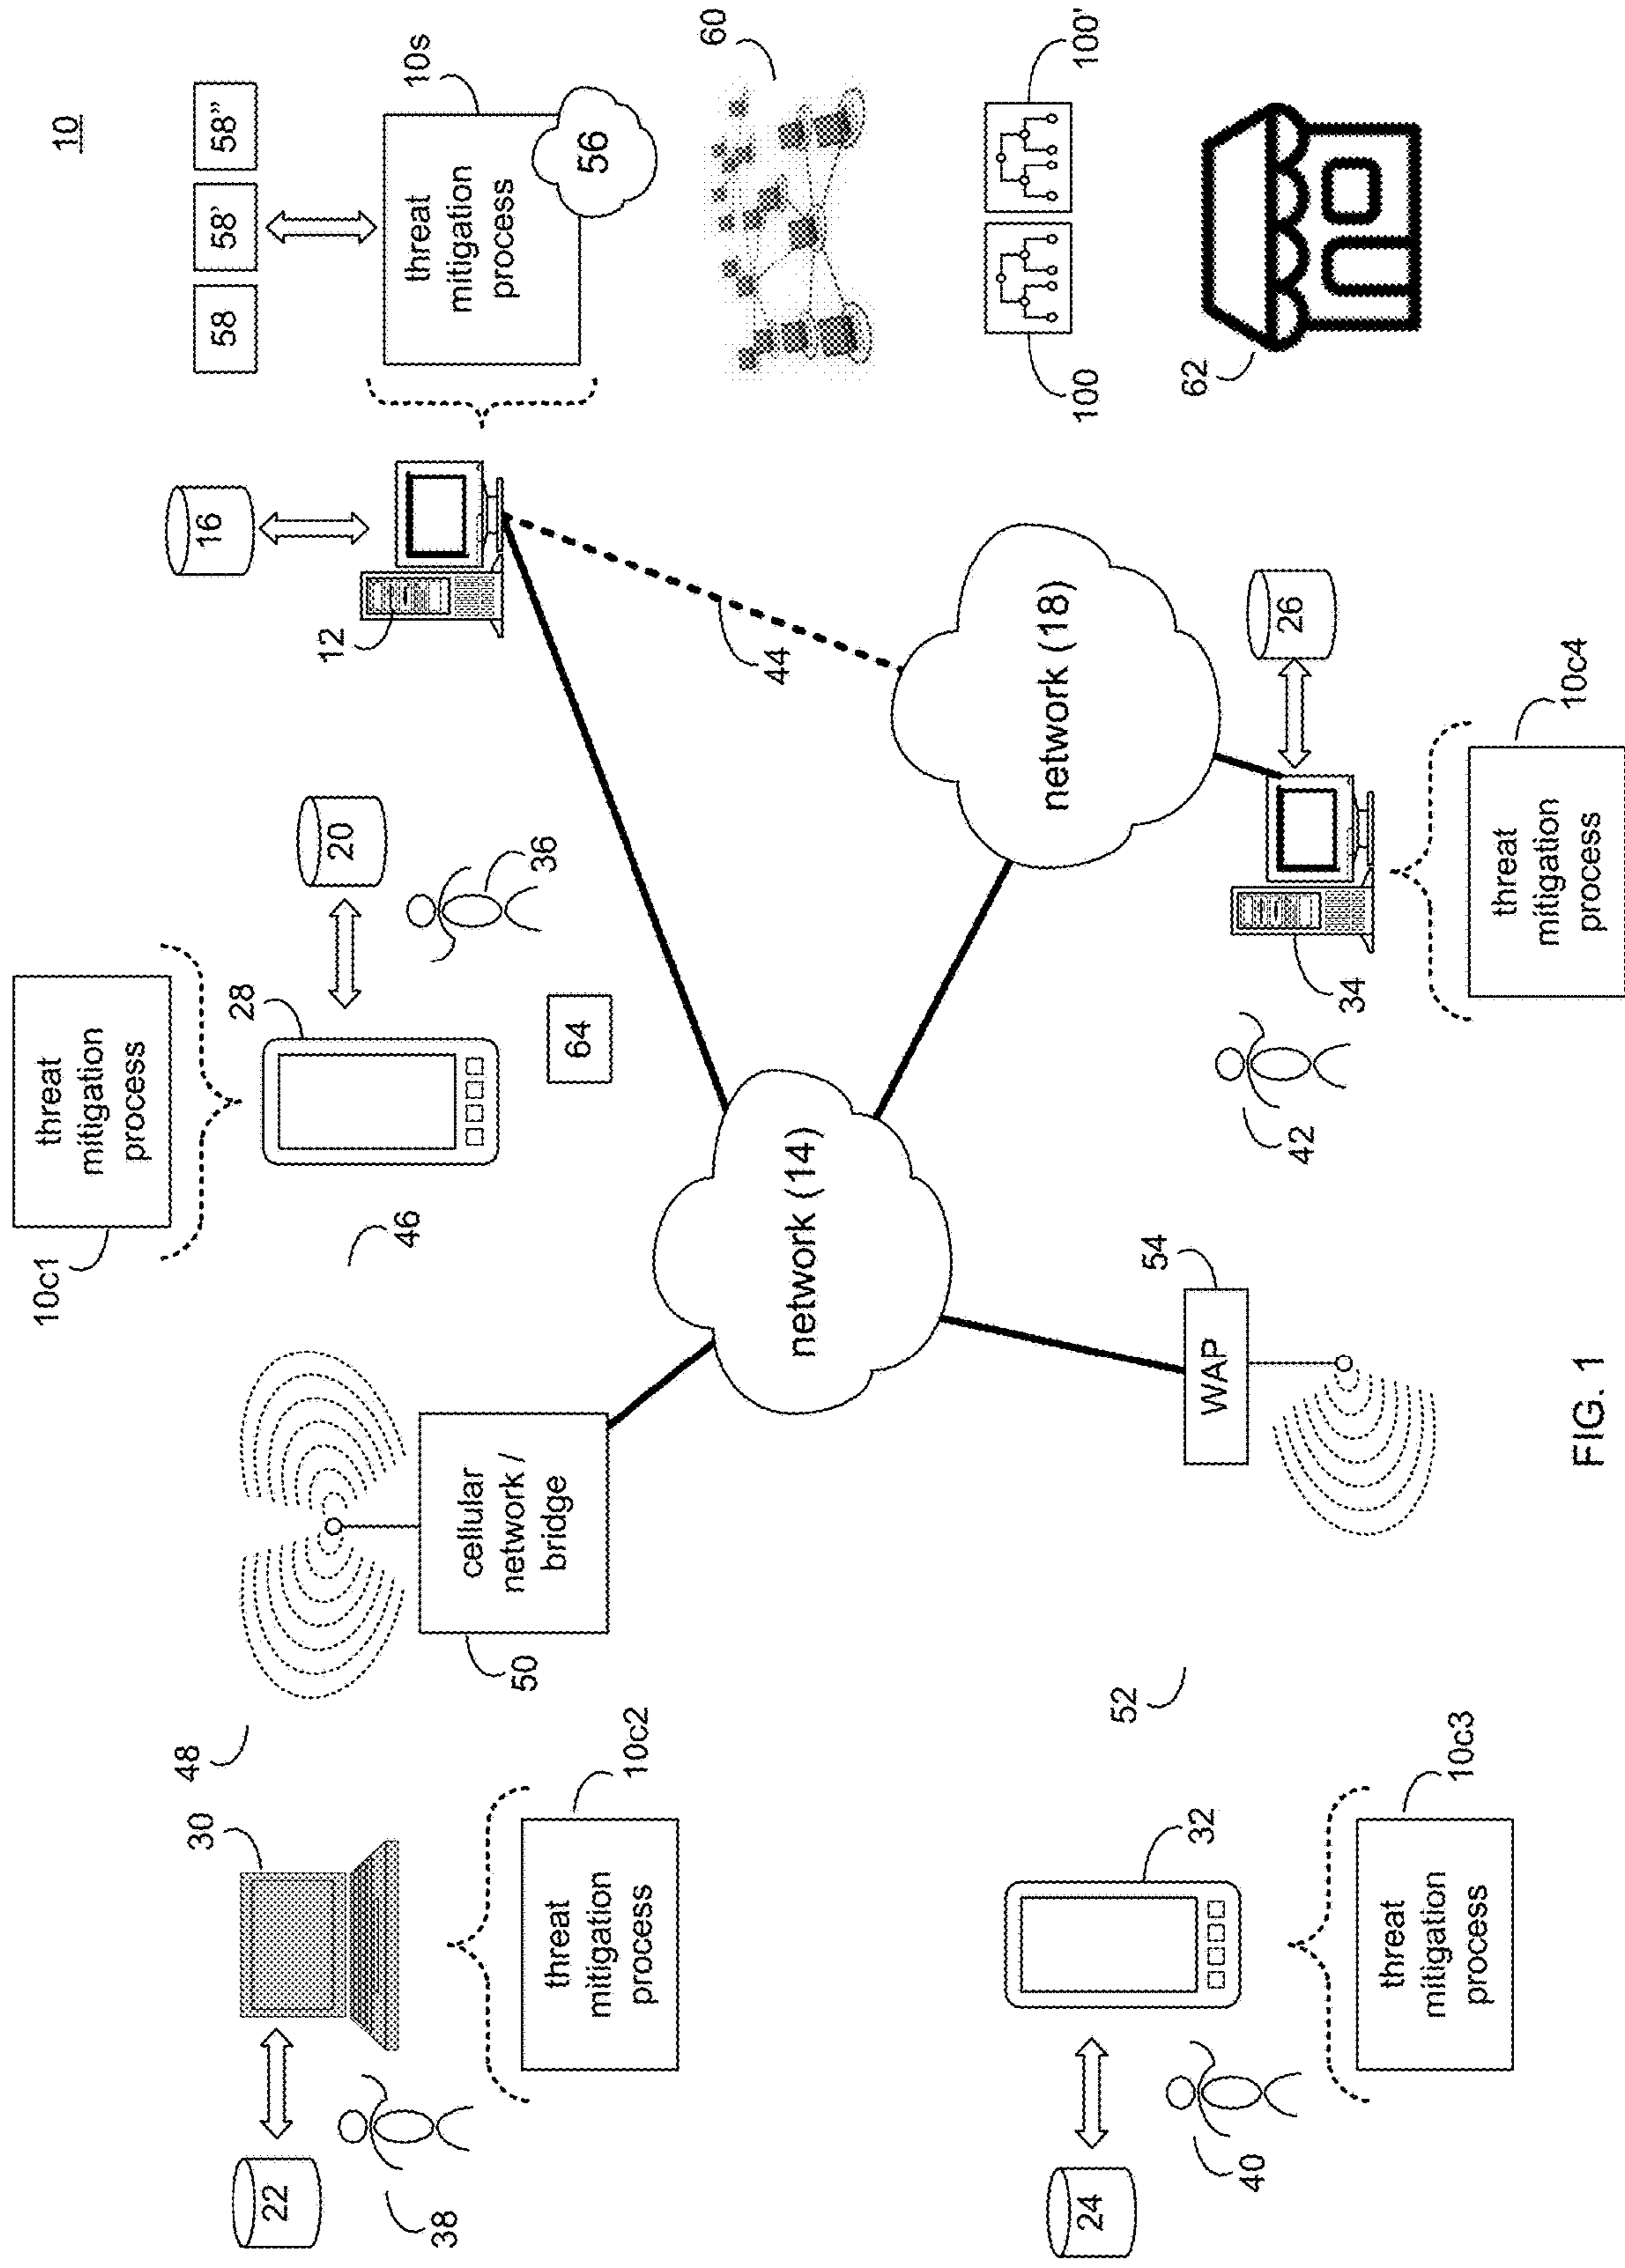 10
10c1
threat
mitigation
process
48
30
22
38
46
28
20
36
16
12
58
58'
58"
10s
threat
mitigation
process
56
cellular
network /
bridge
50
10c2
threat
mitigation
process
64
44
60
network (14)
network (18)
100
100'
52
54
WAP
32
24
40
62
26
42
34
10c3
threat
mitigation
process
10c4
threat
mitigation
process
FIG. 1